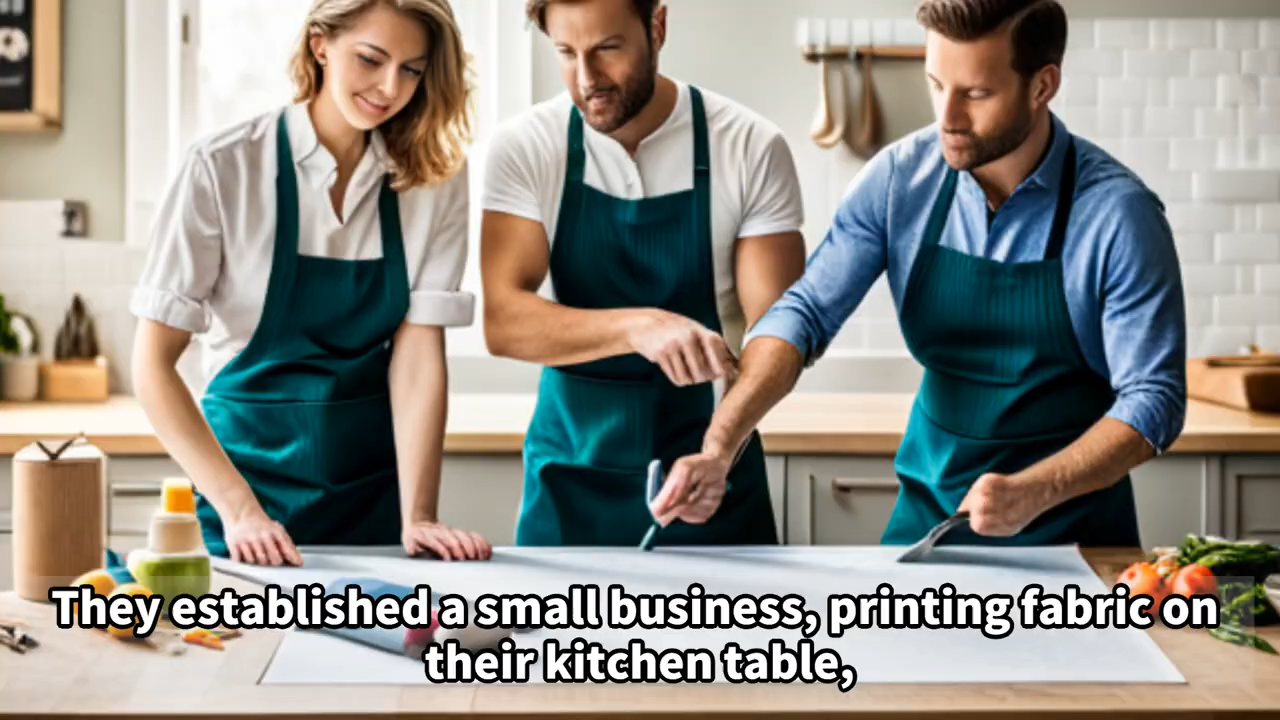 They established a small business, printing fabric on
their kitchen table,